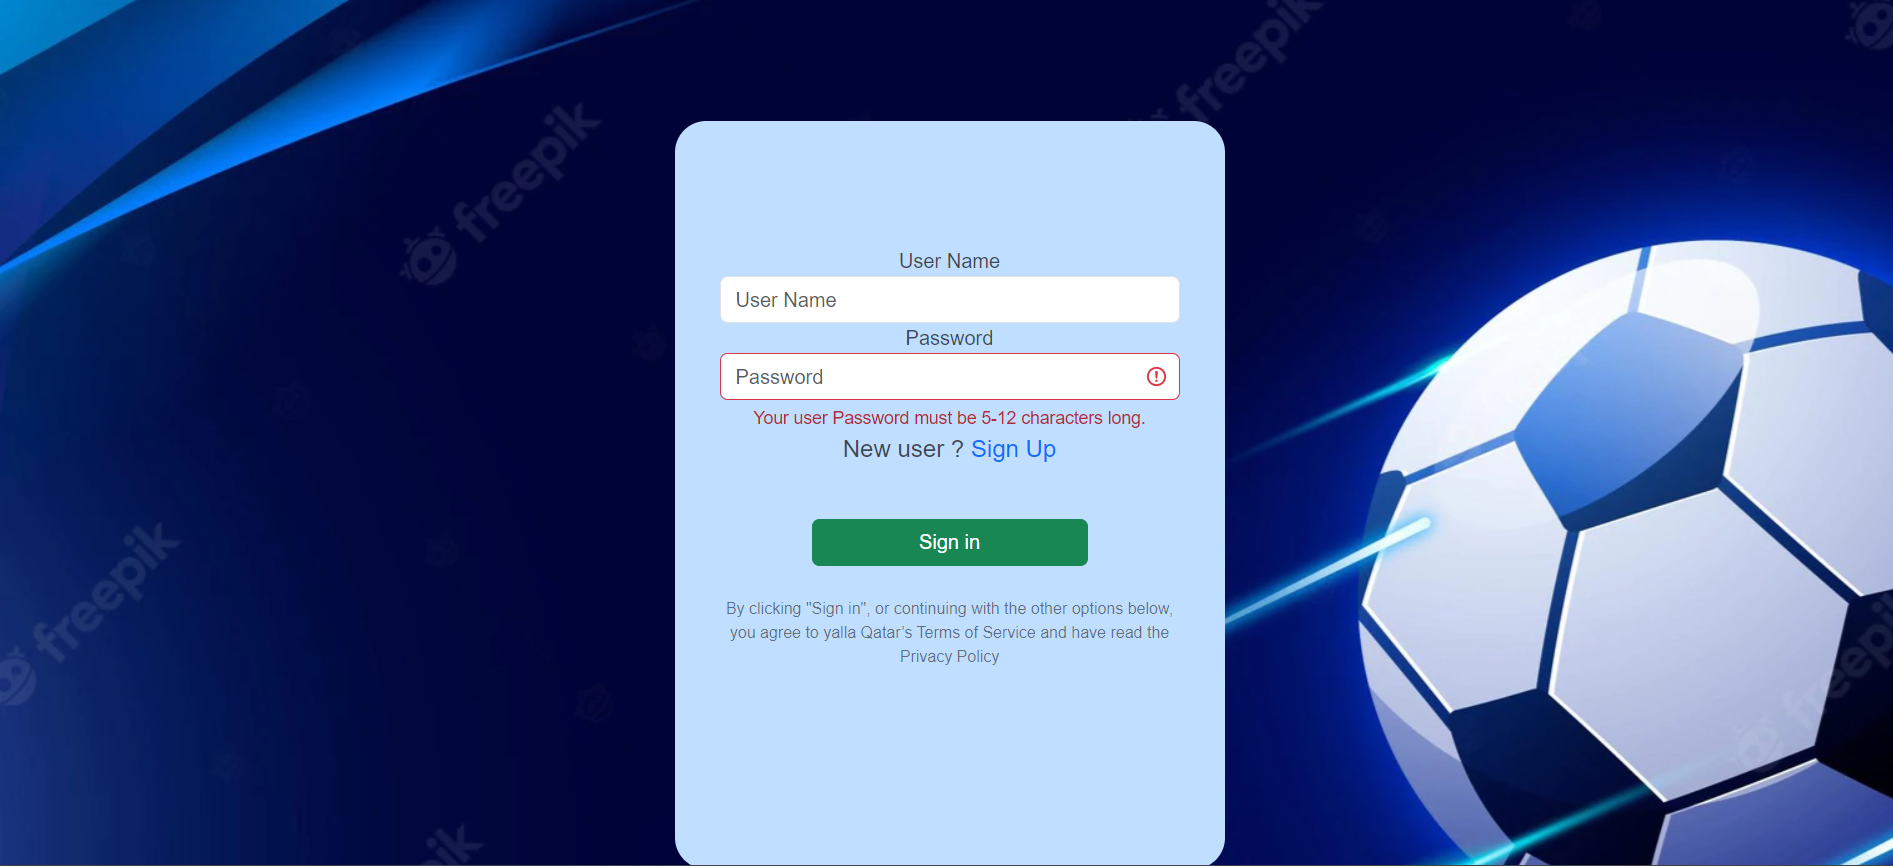 freepik
freepik
User Name
User Name
Password
Password
Your user Password must be 5-12 characters long.
New user ? Sign Up
Sign in
By clicking "Sign in", or continuing with the other options below,
you agree to yalla Qatar’s Terms of Service and have read the
Privacy Policy
freepik
freepik